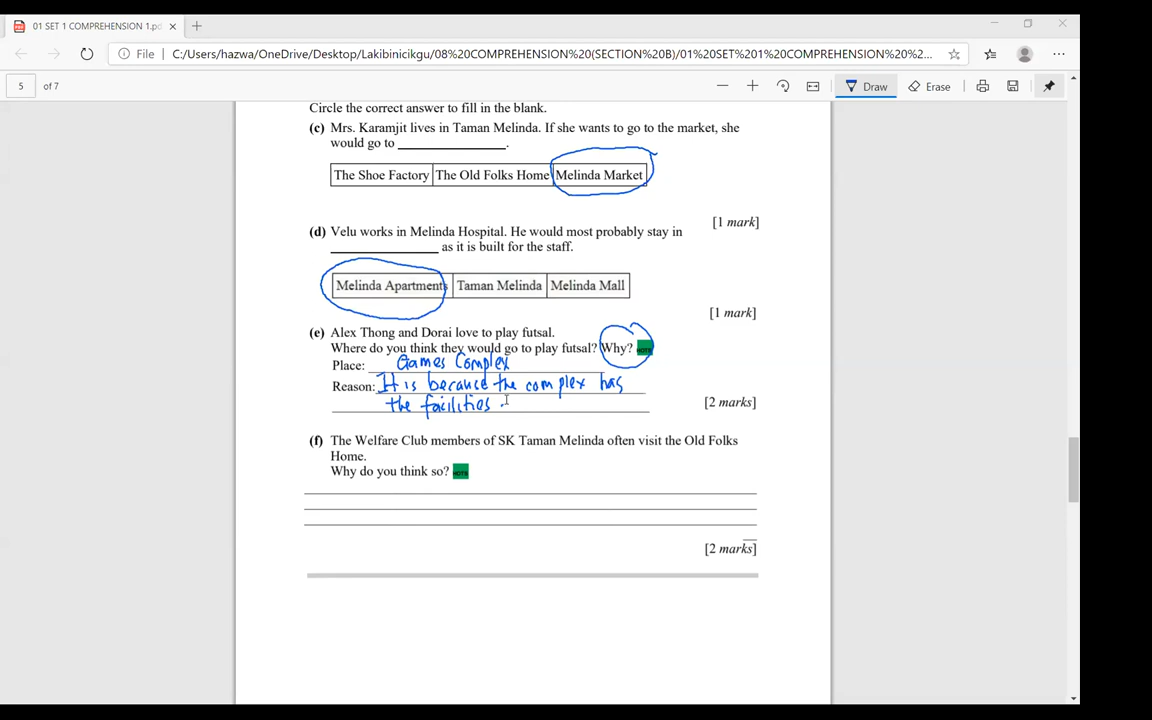 01 SET 1 COMPREHENSION 1.pd
File
C:/Users/hazwa/OneDrive/Desktop/Lakibinicikgu/08%20COMPREHENSION%20(SECTION%20B)/01%20SET%201%20COMPREHENSION%20%2...
5 of 7
Draw
Erase
Circle the correct answer to fill in the blank.
(c) Mrs. Karamjit lives in Taman Melinda. If she wants to go to the market, she
would go to ____________.
The Shoe Factory The Old Folks Home Melinda Market
[1 mark]
(d) Velu works in Melinda Hospital. He would most probably stay in
____________ as it is built for the staff.
Melinda Apartments Taman Melinda Melinda Mall
[1 mark]
(e) Alex Thong and Dorai love to play futsal.
Where do you think they would go to play futsal? Why?
Place: Games Complex
Reason: It is because the complex has
the facilities
[2 marks]
(f) The Welfare Club members of SK Taman Melinda often visit the Old Folks
Home.
Why do you think so?
[2 marks]